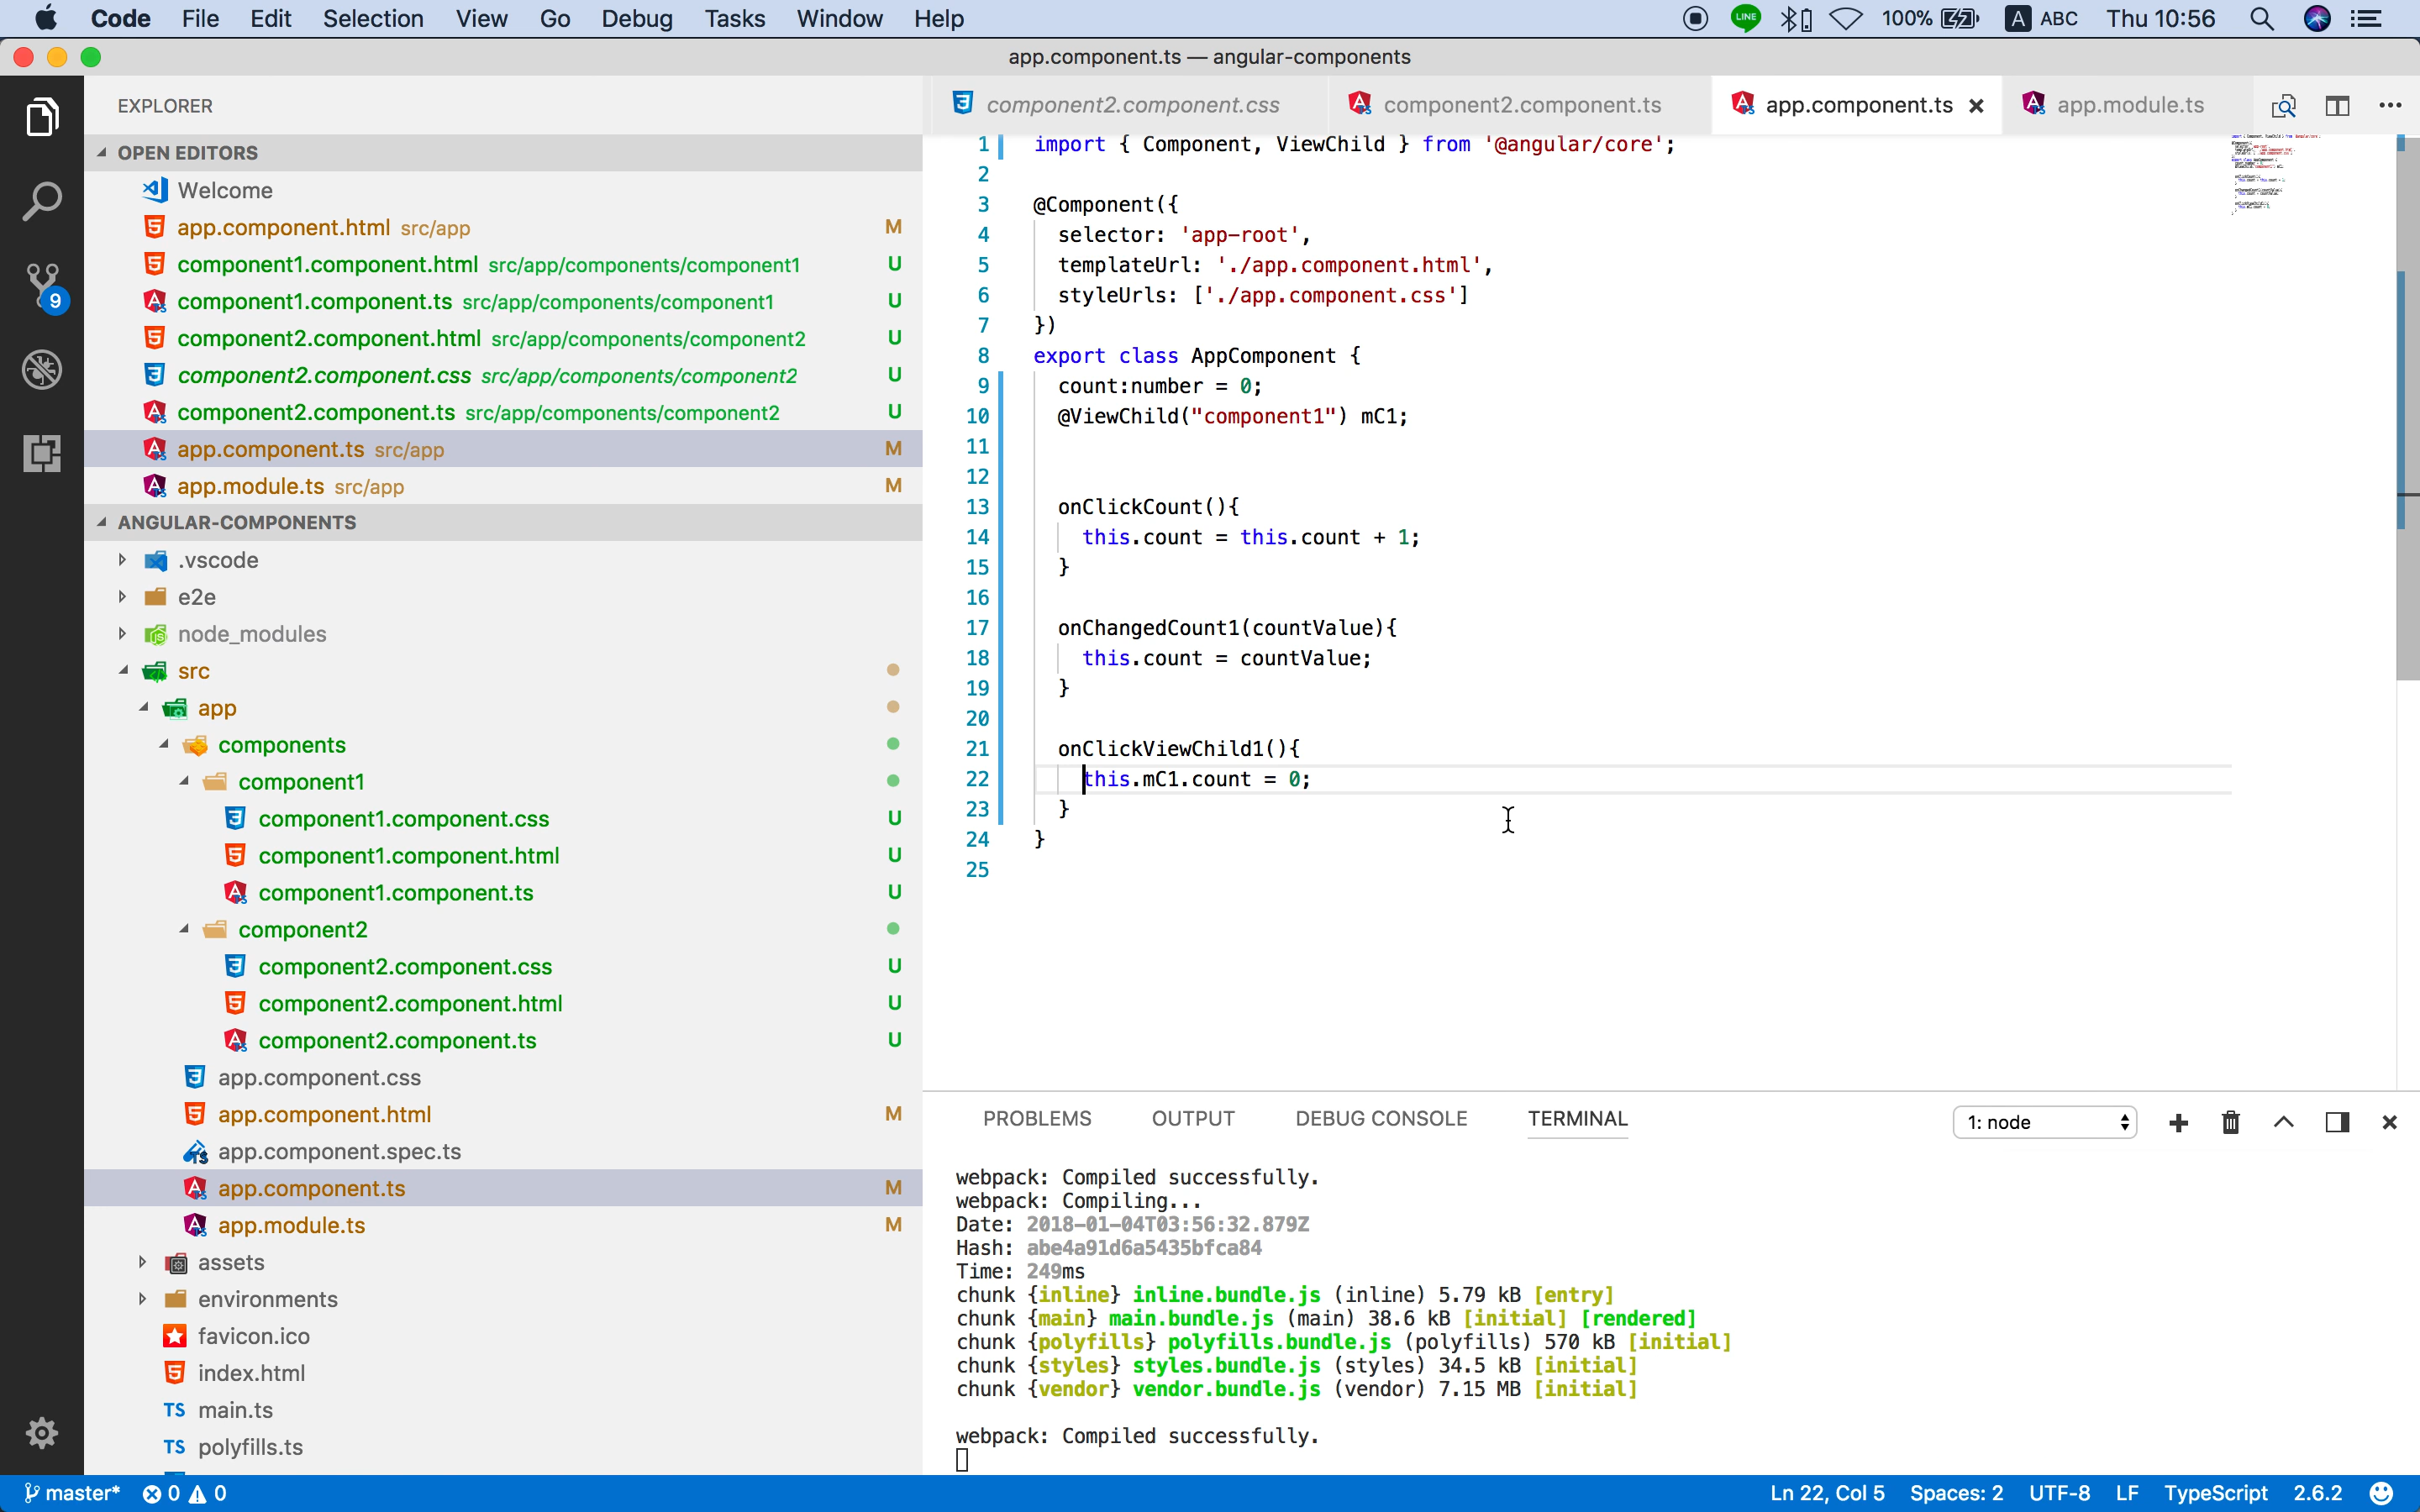 Code File Edit Selection View Go Debug Tasks Window Help LINE 100% A ABC Thu 10:56
app.component.ts — angular-components
EXPLORER
component2.component.css component2.component.ts app.component.ts app.module.ts
OPEN EDITORS
Welcome
app.component.html src/app M
component1.component.html src/app/components/component1 U
component1.component.ts src/app/components/component1 U
component2.component.html src/app/components/component2 U
component2.component.css src/app/components/component2 U
component2.component.ts src/app/components/component2 U
app.component.ts src/app M
app.module.ts src/app M
9
ANGULAR-COMPONENTS
.vscode
e2e
node_modules
src
app
components
component1
component1.component.css U
component1.component.html U
component1.component.ts U
component2
component2.component.css U
component2.component.html U
component2.component.ts U
app.component.css
app.component.html M
app.component.spec.ts
app.component.ts M
app.module.ts M
assets
environments
favicon.ico
index.html
TS main.ts
TS polyfills.ts
1 import { Component, ViewChild } from '@angular/core';
2
3 @Component({
4 selector: 'app-root',
5 templateUrl: './app.component.html',
6 styleUrls: ['./app.component.css']
7 })
8 export class AppComponent {
9 count:number = 0;
10 @ViewChild("component1") mC1;
11
12
13 onClickCount(){
14 this.count = this.count + 1;
15 }
16
17 onChangedCount1(countValue){
18 this.count = countValue;
19 }
20
21 onClickViewChild1(){
22 this.mC1.count = 0;
23 }
24 }
25
PROBLEMS OUTPUT DEBUG CONSOLE TERMINAL 1: node
webpack: Compiled successfully.
webpack: Compiling...
Date: 2018-01-04T03:56:32.879Z
Hash: abe4a91d6a5435bfca84
Time: 249ms
chunk {inline} inline.bundle.js (inline) 5.79 kB [entry]
chunk {main} main.bundle.js (main) 38.6 kB [initial] [rendered]
chunk {polyfills} polyfills.bundle.js (polyfills) 570 kB [initial]
chunk {styles} styles.bundle.js (styles) 34.5 kB [initial]
chunk {vendor} vendor.bundle.js (vendor) 7.15 MB [initial]
webpack: Compiled successfully.
master* 0 0 Ln 22, Col 5 Spaces: 2 UTF-8 LF TypeScript 2.6.2